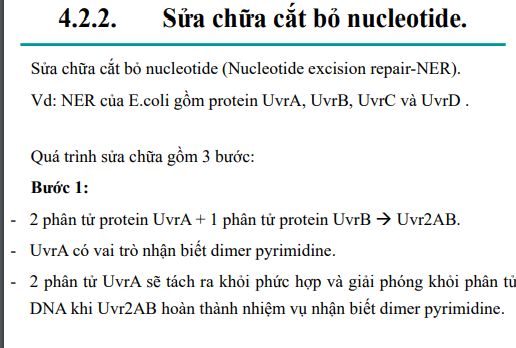 4.2.2. Sửa chữa cắt bỏ nucleotide.
Sửa chữa cắt bỏ nucleotide (Nucleotide excision repair-NER).
Vd: NER của E.coli gồm protein UvrA, UvrB, UvrC và UvrD .
Quá trình sửa chữa gồm 3 bước:
Bước 1:
- 2 phân tử protein UvrA + 1 phân tử protein UvrB → Uvr2AB.
- UvrA có vai trò nhận biết dimer pyrimidine.
- 2 phân tử UvrA sẽ tách ra khỏi phức hợp và giải phóng khỏi phân tử
DNA khi Uvr2AB hoàn thành nhiệm vụ nhận biết dimer pyrimidine.